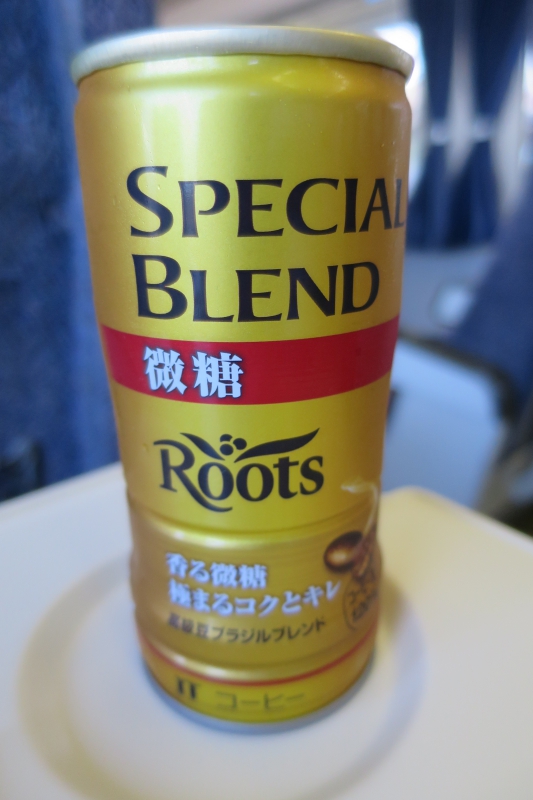 SPECIAL
BLEND
微糖
Roots
香る微糖
極まるコクとキレ
高級豆ブラジルブレンド
JT コーヒー